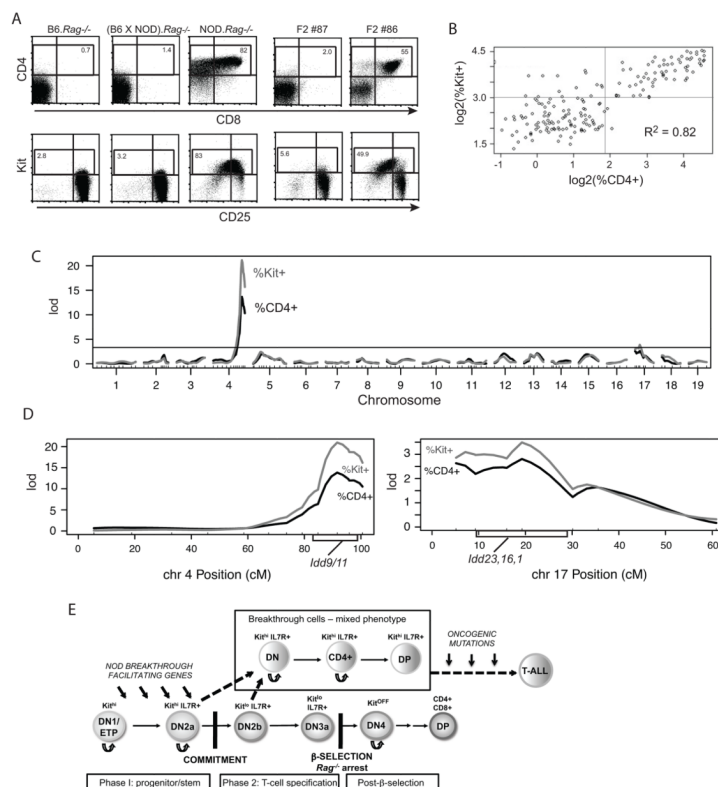 A
B6.Rag-/-
(B6 X NOD).Rag-/-
NOD.Rag-/-
F2 #87
F2 #86
CD4
0.7
1.4
82
2.0
55
CD8
Kit
2.8
3.2
83
5.6
49.9
CD25
B
log2(%Kit+)
4.5
3.0
1.5
R² = 0.82
-1 0 1 2 3 4
log2(%CD4+)
C
lod
20
15
10
5
0
%Kit+
%CD4+
1 2 3 4 5 6 7 8 9 10 11 12 13 14 15 16 17 18 19
Chromosome
D
lod
20
15
10
5
0
%Kit+
%CD4+
0 20 40 60 80 100
Idd9/11
chr 4 Position (cM)
lod
3
2
1
0
%Kit+
%CD4+
0 10 20 30 40 50 60
Idd23,16,1
chr 17 Position (cM)
E
Breakthrough cells – mixed phenotype
Kitʰⁱ IL7R+ Kitʰⁱ IL7R+ Kitʰⁱ IL7R+
DN CD4+ DP
ONCOGENIC
MUTATIONS
T-ALL
NOD BREAKTHROUGH
FACILITATING GENES
Kitʰⁱ
Kitʰⁱ IL7R+
Kitˡᵒ IL7R+
Kitˡᵒ
IL7R+
Kitᴼᶠᶠ
CD4+
CD8+
DN1/
ETP
DN2a
DN2b
DN3a
DN4
DP
COMMITMENT
β-SELECTION
Rag⁻/⁻ arrest
Phase I: progenitor/stem
Phase 2: T-cell specification
Post-β-selection